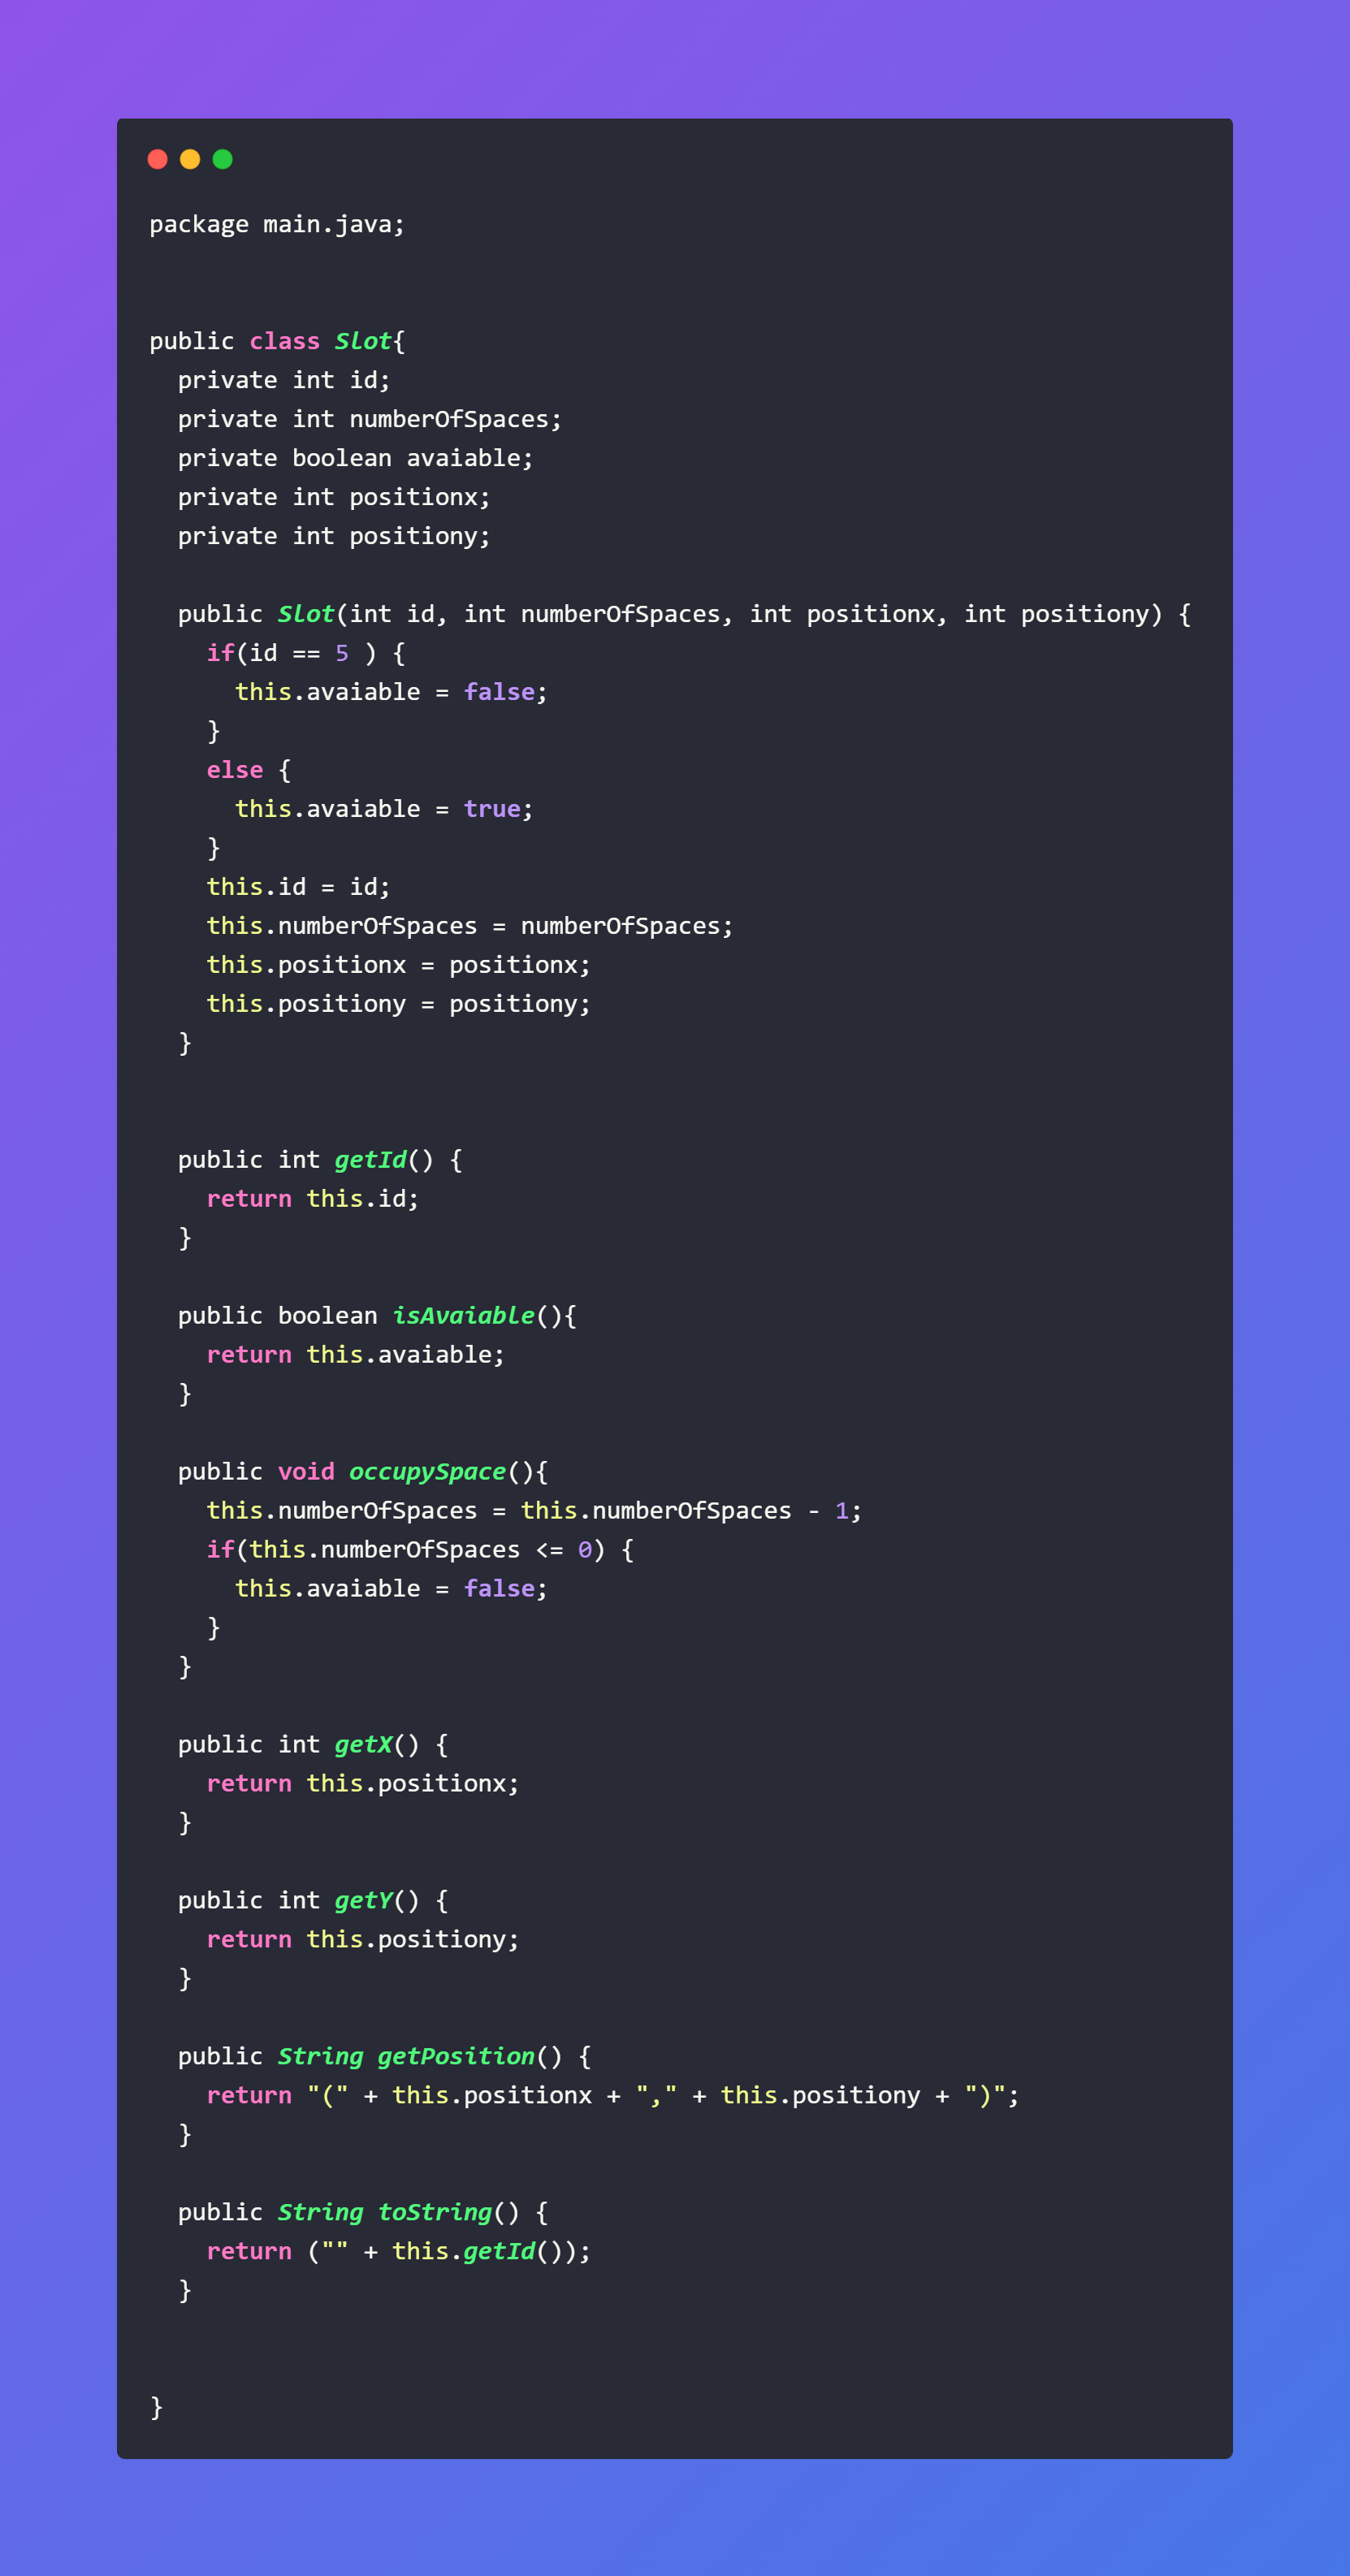 package main.java;
public class Slot{
  private int id;
  private int numberOfSpaces;
  private boolean avaiable;
  private int positionx;
  private int positiony;
  public Slot(int id, int numberOfSpaces, int positionx, int positiony) {
    if(id == 5 ) {
      this.avaiable = false;
    }
    else {
      this.avaiable = true;
    }
    this.id = id;
    this.numberOfSpaces = numberOfSpaces;
    this.positionx = positionx;
    this.positiony = positiony;
  }
  public int getId() {
    return this.id;
  }
  public boolean isAvaiable(){
    return this.avaiable;
  }
  public void occupySpace(){
    this.numberOfSpaces = this.numberOfSpaces - 1;
    if(this.numberOfSpaces <= 0) {
      this.avaiable = false;
    }
  }
  public int getX() {
    return this.positionx;
  }
  public int getY() {
    return this.positiony;
  }
  public String getPosition() {
    return "(" + this.positionx + "," + this.positiony + ")";
  }
  public String toString() {
    return ("" + this.getId());
  }
}